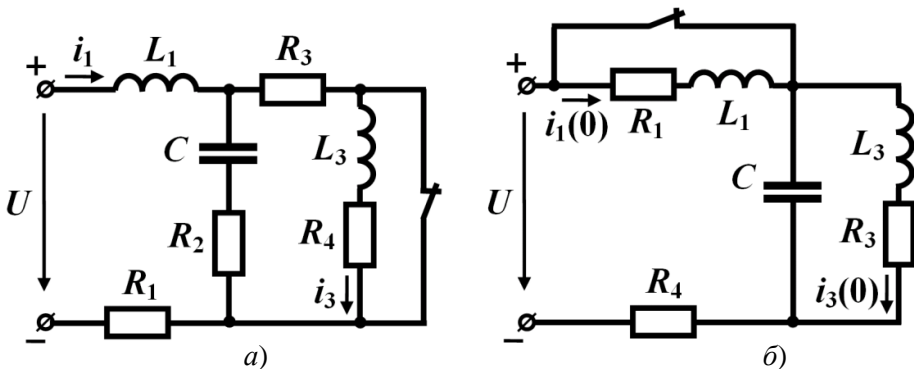 +
i₁
L₁
R₃
C
L₃
U
R₂
R₄
R₁
i₃
−
а)
+
i₁(0)
R₁
L₁
L₃
C
U
R₃
R₄
i₃(0)
−
б)